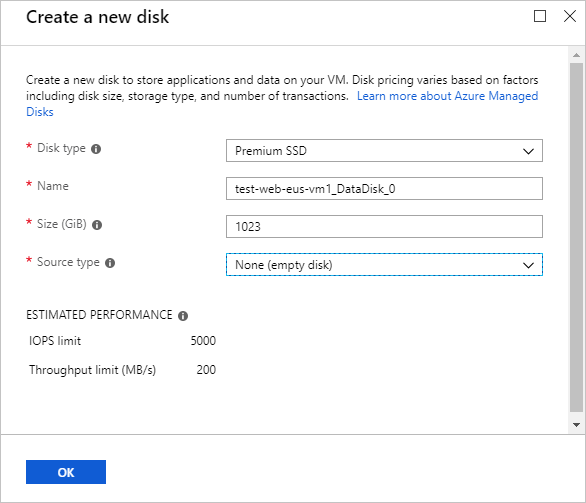 Create a new disk
Create a new disk to store applications and data on your VM. Disk pricing varies based on factors
including disk size, storage type, and number of transactions. Learn more about Azure Managed
Disks
* Disk type
Premium SSD
* Name
test-web-eus-vm1_DataDisk_0
* Size (GiB)
1023
* Source type
None (empty disk)
ESTIMATED PERFORMANCE
IOPS limit 5000
Throughput limit (MB/s) 200
OK